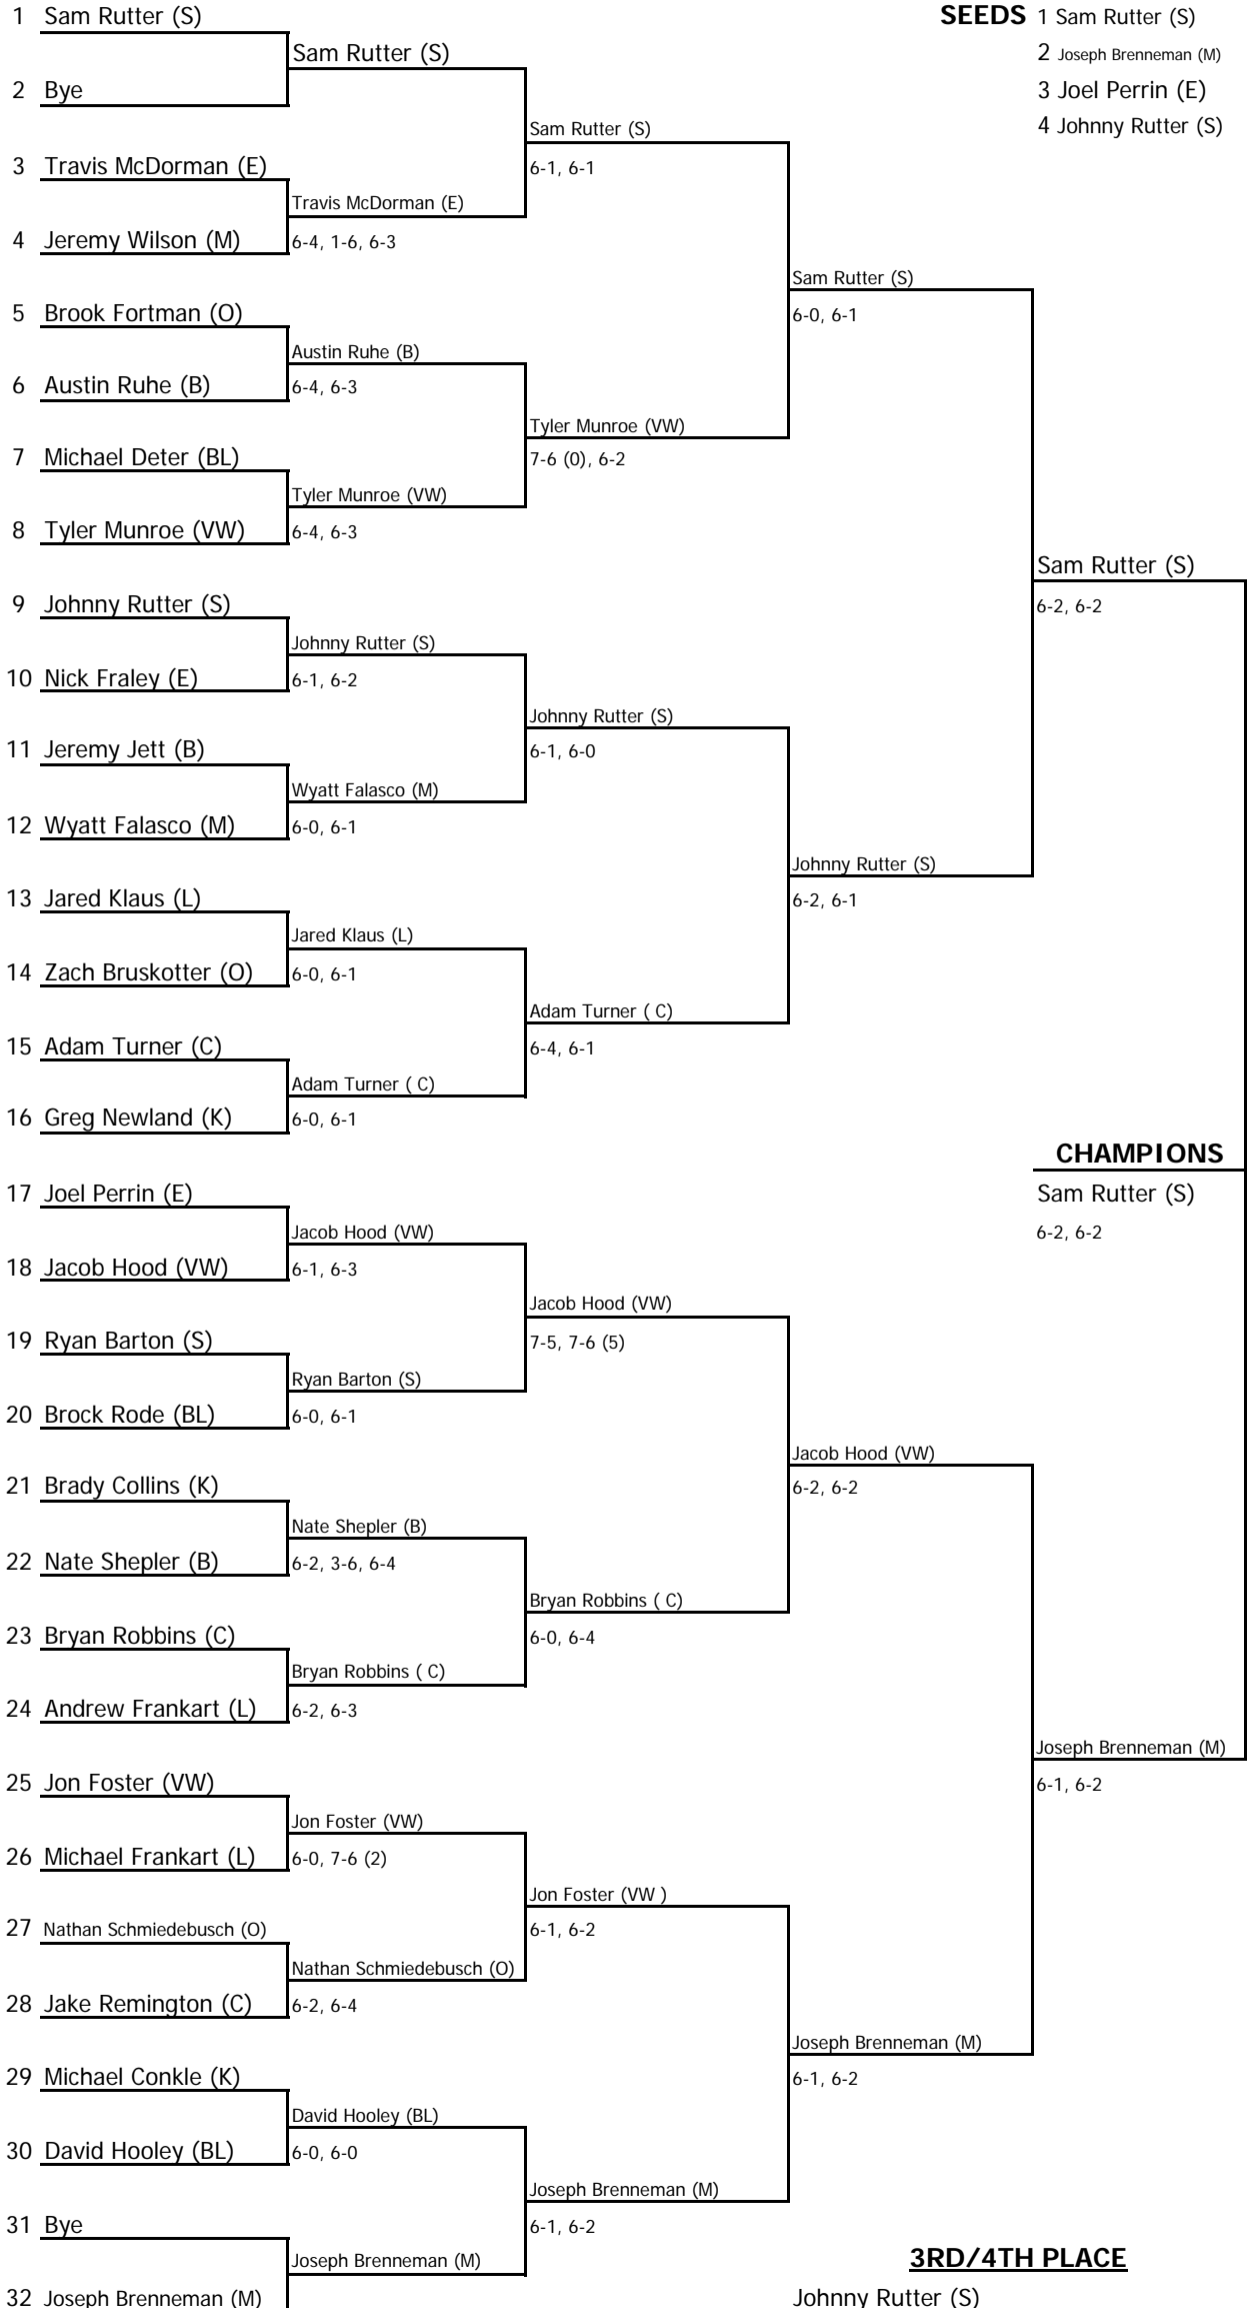 SEEDS 1 Sam Rutter (S)
2 Joseph Brenneman (M)
3 Joel Perrin (E)
4 Johnny Rutter (S)
1 Sam Rutter (S)
Sam Rutter (S)
2 Bye
Sam Rutter (S)
6-1, 6-1
3 Travis McDorman (E)
Travis McDorman (E)
4 Jeremy Wilson (M)
6-4, 1-6, 6-3
Sam Rutter (S)
6-0, 6-1
5 Brook Fortman (O)
Austin Ruhe (B)
6 Austin Ruhe (B)
6-4, 6-3
Tyler Munroe (VW)
7-6 (0), 6-2
7 Michael Deter (BL)
Tyler Munroe (VW)
8 Tyler Munroe (VW)
6-4, 6-3
Sam Rutter (S)
6-2, 6-2
9 Johnny Rutter (S)
Johnny Rutter (S)
10 Nick Fraley (E)
6-1, 6-2
Johnny Rutter (S)
6-1, 6-0
11 Jeremy Jett (B)
Wyatt Falasco (M)
12 Wyatt Falasco (M)
6-0, 6-1
Johnny Rutter (S)
6-2, 6-1
13 Jared Klaus (L)
Jared Klaus (L)
14 Zach Bruskotter (O)
6-0, 6-1
Adam Turner ( C)
6-4, 6-1
15 Adam Turner (C)
Adam Turner ( C)
16 Greg Newland (K)
6-0, 6-1
CHAMPIONS
Sam Rutter (S)
6-2, 6-2
17 Joel Perrin (E)
Jacob Hood (VW)
18 Jacob Hood (VW)
6-1, 6-3
Jacob Hood (VW)
7-5, 7-6 (5)
19 Ryan Barton (S)
Ryan Barton (S)
20 Brock Rode (BL)
6-0, 6-1
Jacob Hood (VW)
6-2, 6-2
21 Brady Collins (K)
Nate Shepler (B)
22 Nate Shepler (B)
6-2, 3-6, 6-4
Bryan Robbins ( C)
6-0, 6-4
23 Bryan Robbins (C)
Bryan Robbins ( C)
24 Andrew Frankart (L)
6-2, 6-3
Joseph Brenneman (M)
6-1, 6-2
25 Jon Foster (VW)
Jon Foster (VW)
26 Michael Frankart (L)
6-0, 7-6 (2)
Jon Foster (VW )
6-1, 6-2
27 Nathan Schmiedebusch (O)
Nathan Schmiedebusch (O)
28 Jake Remington (C)
6-2, 6-4
Joseph Brenneman (M)
6-1, 6-2
29 Michael Conkle (K)
David Hooley (BL)
30 David Hooley (BL)
6-0, 6-0
Joseph Brenneman (M)
6-1, 6-2
31 Bye
Joseph Brenneman (M)
32 Joseph Brenneman (M)
3RD/4TH PLACE
Johnny Rutter (S)